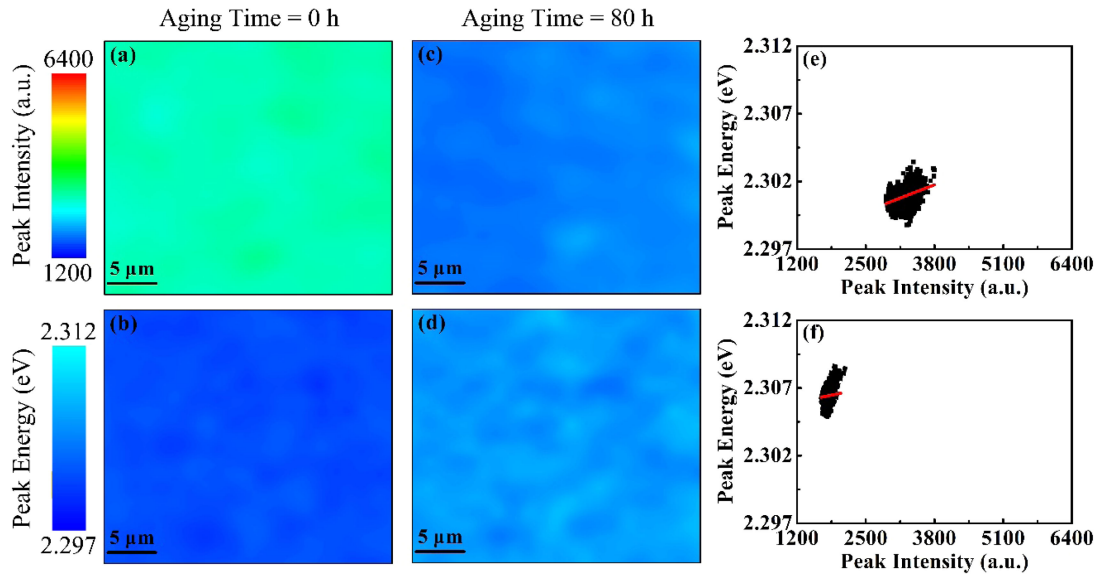 Aging Time = 0 h
Aging Time = 80 h
Peak Intensity (a.u.)
6400
1200
(a)
5 μm
(c)
5 μm
(e)
Peak Energy (eV)
2.312
2.307
2.302
2.297
1200 2500 3800 5100 6400
Peak Intensity (a.u.)
Peak Energy (eV)
2.312
2.297
(b)
5 μm
(d)
5 μm
(f)
Peak Energy (eV)
2.312
2.307
2.302
2.297
1200 2500 3800 5100 6400
Peak Intensity (a.u.)